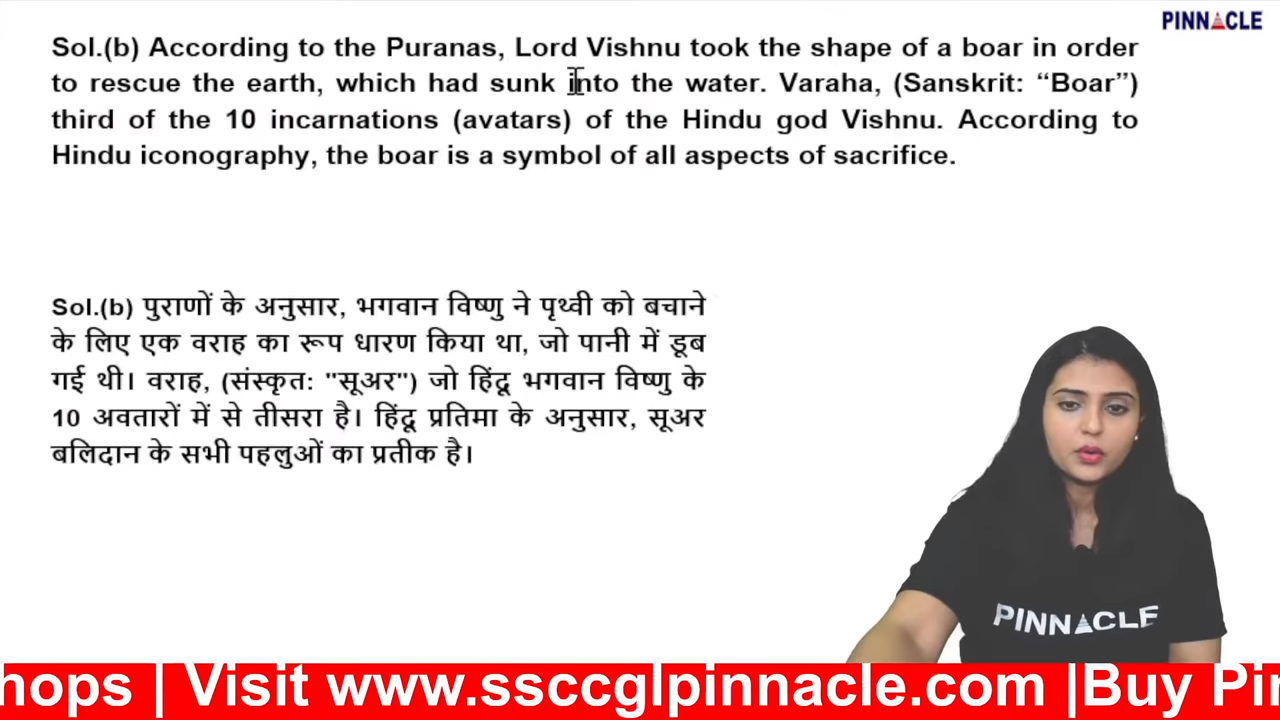 PINNACLE
Sol.(b) According to the Puranas, Lord Vishnu took the shape of a boar in order
to rescue the earth, which had sunk into the water. Varaha, (Sanskrit: “Boar”)
third of the 10 incarnations (avatars) of the Hindu god Vishnu. According to
Hindu iconography, the boar is a symbol of all aspects of sacrifice.
Sol.(b) पुराणों के अनुसार, भगवान विष्णु ने पृथ्वी को बचाने
के लिए एक वराह का रूप धारण किया था, जो पानी में डूब
गई थी। वराह, (संस्कृत: "सूअर") जो हिंदू भगवान विष्णु के
10 अवतारों में से तीसरा है। हिंदू प्रतिमा के अनुसार, सूअर
बलिदान के सभी पहलुओं का प्रतीक है।
PINNACLE
hops | Visit www.ssccglpinnacle.com |Buy Pi